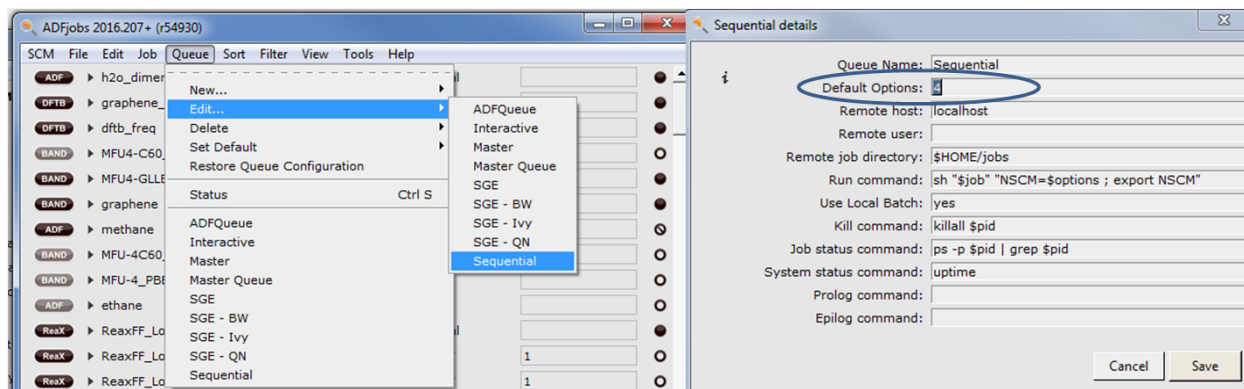 ADFjobs 2016.207+ (r54930)
SCM File Edit Job Queue Sort Filter View Tools Help
ADF h2o_dimer
DFTB graphene_
DFTB dftb_freq
BAND MFU4-C60_
BAND MFU4-GLLB
BAND graphene
ADF methane
BAND MFU-4C60_
BAND MFU-4_PBE
ADF ethane
ReaX ReaxFF_Lo
ReaX ReaxFF_Lo 1
ReaX ReaxFF_Lo 1
New...
Edit...
Delete
Set Default
Restore Queue Configuration
Status Ctrl S
ADFQueue
Interactive
Master
Master Queue
SGE
SGE - BW
SGE - Ivy
SGE - QN
Sequential
ADFQueue
Interactive
Master
Master Queue
SGE
SGE - BW
SGE - Ivy
SGE - QN
Sequential
Sequential details
i
Queue Name: Sequential
Default Options: 4
Remote host: localhost
Remote user:
Remote job directory: $HOME/jobs
Run command: sh "$job" "NSCM=$options ; export NSCM"
Use Local Batch: yes
Kill command: killall $pid
Job status command: ps -p $pid | grep $pid
System status command: uptime
Prolog command:
Epilog command:
Cancel Save